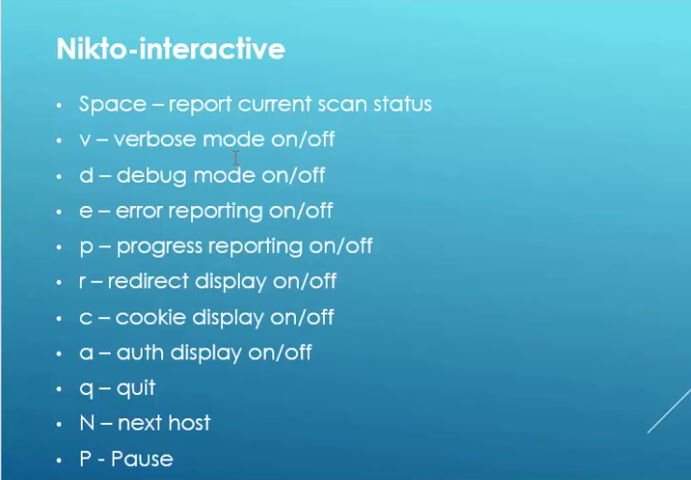 Nikto-interactive
• Space – report current scan status
• v – verbose mode on/off
• d – debug mode on/off
• e – error reporting on/off
• p – progress reporting on/off
• r – redirect display on/off
• c – cookie display on/off
• a – auth display on/off
• q – quit
• N – next host
• P - Pause